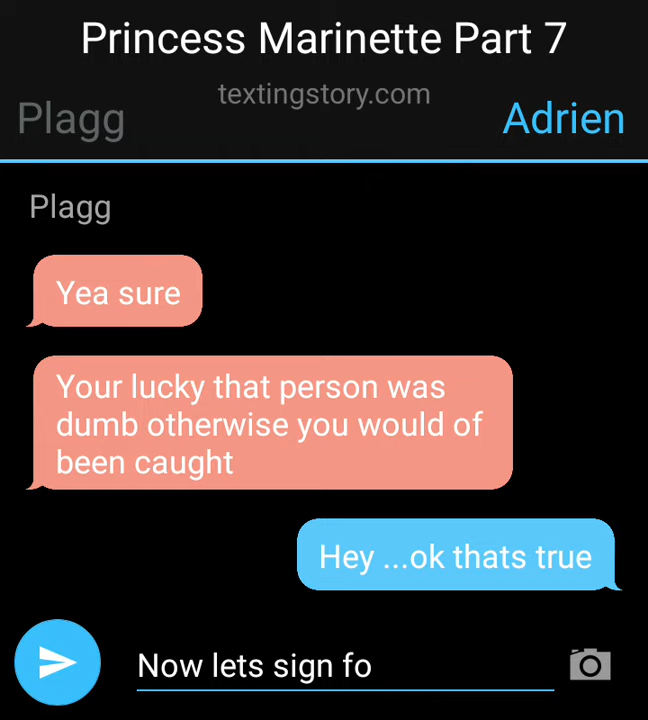 Princess Marinette Part 7
textingstory.com
Plagg
Adrien
Plagg
Yea sure
Your lucky that person was
dumb otherwise you would of
been caught
Hey ...ok thats true
Now lets sign fo